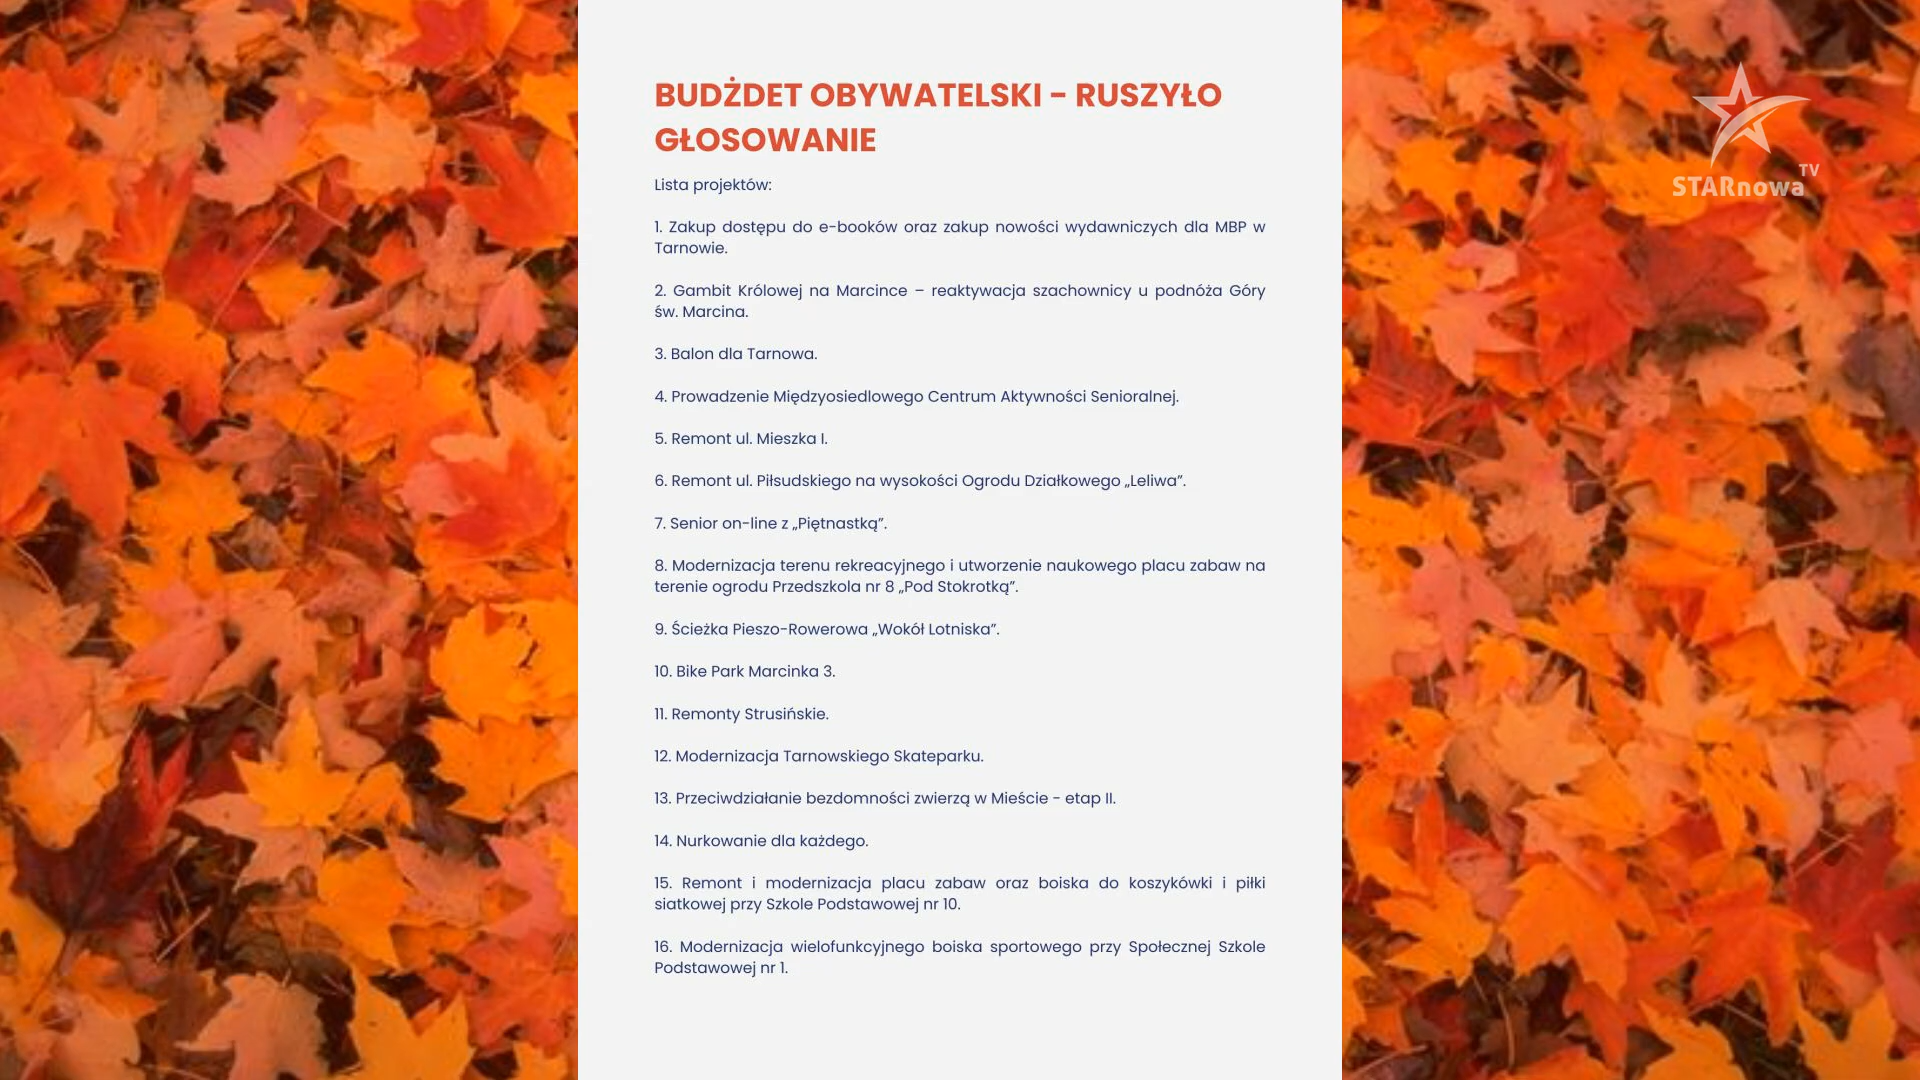 BUDŻDET OBYWATELSKI - RUSZYŁO
GŁOSOWANIE
Lista projektów:
1. Zakup dostępu do e-booków oraz zakup nowości wydawniczych dla MBP w
Tarnowie.
2. Gambit Królowej na Marcince – reaktywacja szachownicy u podnóża Góry
św. Marcina.
3. Balon dla Tarnowa.
4. Prowadzenie Międzyosiedlowego Centrum Aktywności Senioralnej.
5. Remont ul. Mieszka I.
6. Remont ul. Piłsudskiego na wysokości Ogrodu Działkowego „Leliwa”.
7. Senior on-line z „Piętnastką”.
8. Modernizacja terenu rekreacyjnego i utworzenie naukowego placu zabaw na
terenie ogrodu Przedszkola nr 8 „Pod Stokrotką”.
9. Ścieżka Pieszo-Rowerowa „Wokół Lotniska”.
10. Bike Park Marcinka 3.
11. Remonty Strusińskie.
12. Modernizacja Tarnowskiego Skateparku.
13. Przeciwdziałanie bezdomności zwierzą w Mieście - etap II.
14. Nurkowanie dla każdego.
15. Remont i modernizacja placu zabaw oraz boiska do koszykówki i piłki
siatkowej przy Szkole Podstawowej nr 10.
16. Modernizacja wielofunkcyjnego boiska sportowego przy Społecznej Szkole
Podstawowej nr 1.
TV
STARnowa